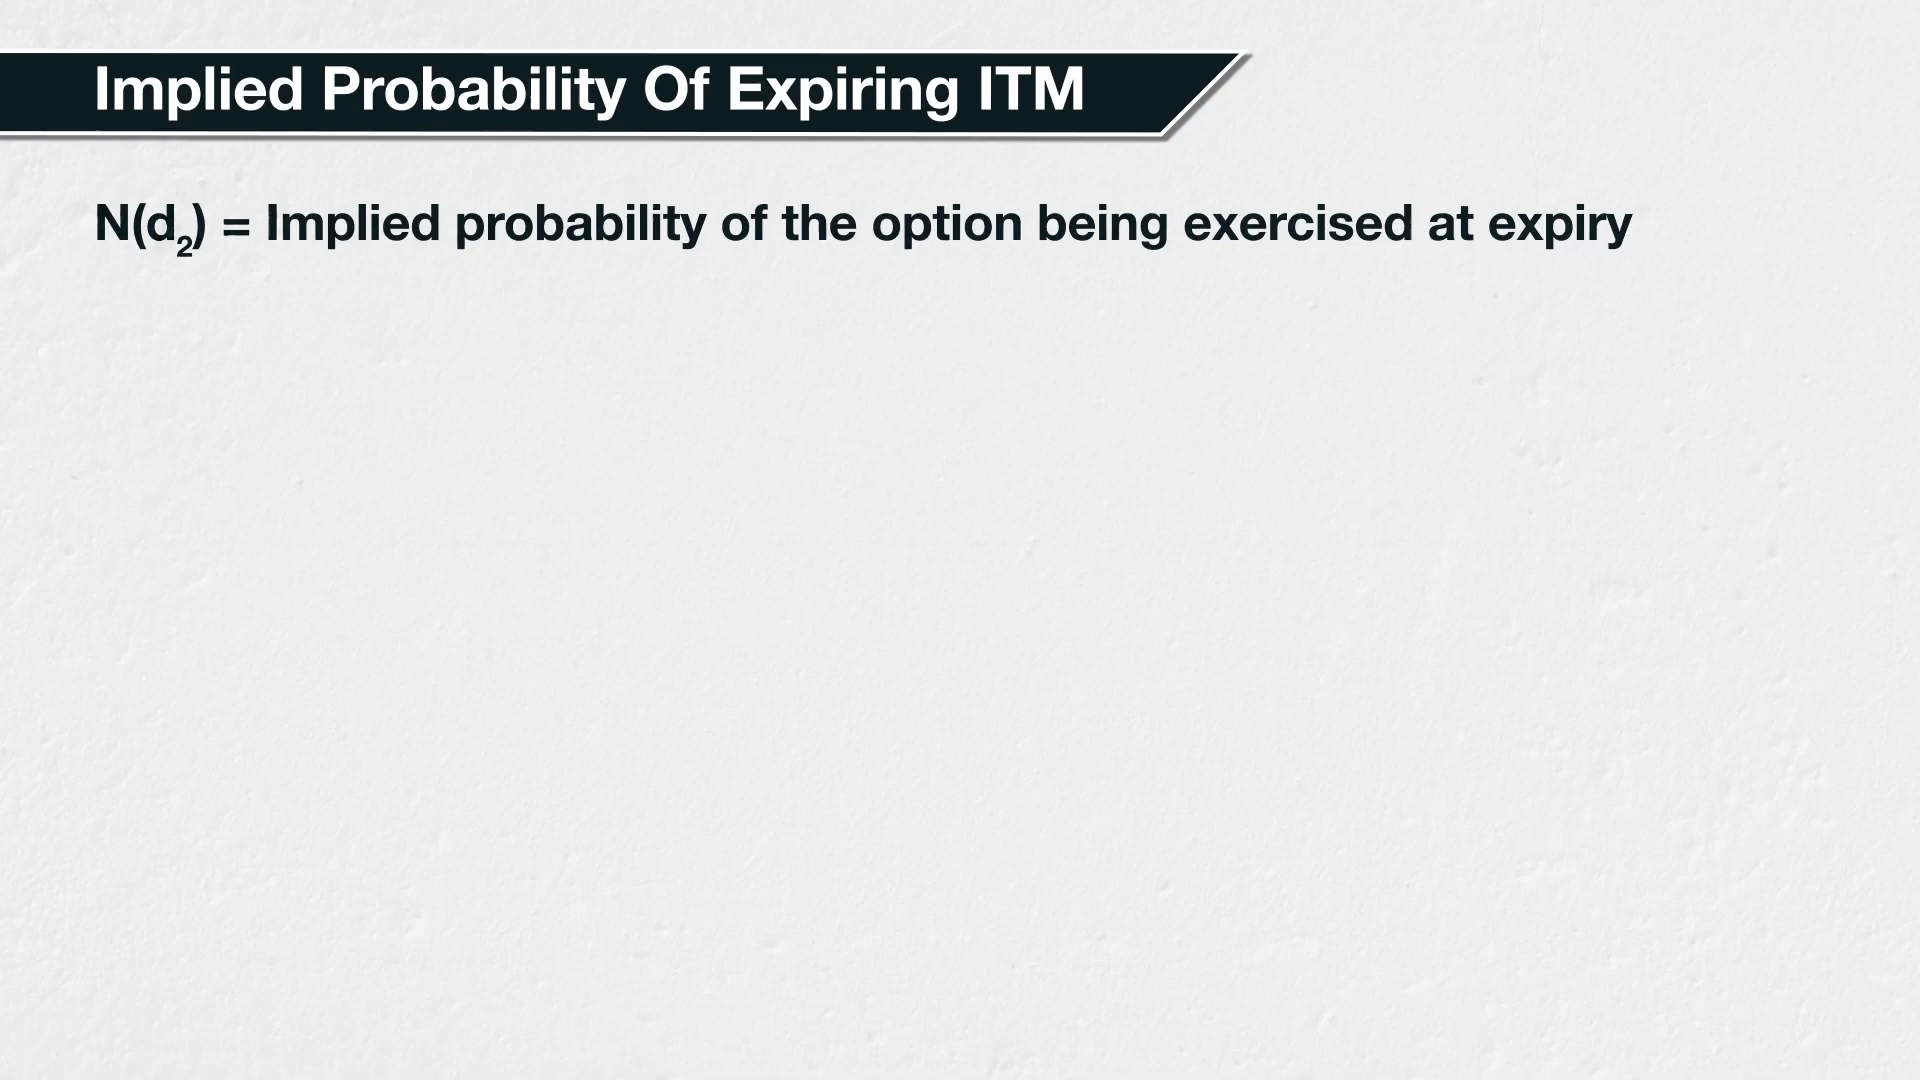 Implied Probability Of Expiring ITM
N(d₂) = Implied probability of the option being exercised at expiry